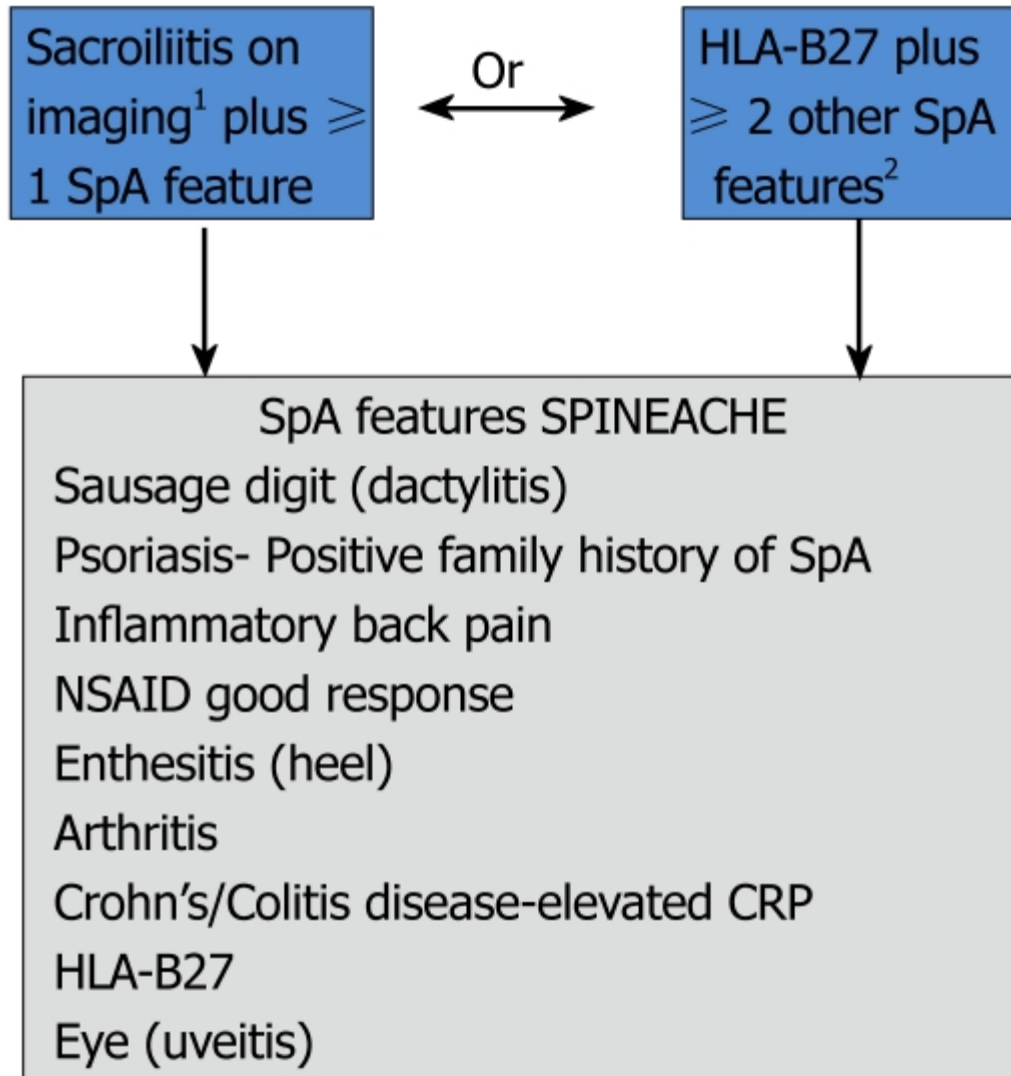 Sacroiliitis on
imaging¹ plus ⩾
1 SpA feature
Or
HLA-B27 plus
⩾ 2 other SpA
features²
SpA features SPINEACHE
Sausage digit (dactylitis)
Psoriasis- Positive family history of SpA
Inflammatory back pain
NSAID good response
Enthesitis (heel)
Arthritis
Crohn’s/Colitis disease-elevated CRP
HLA-B27
Eye (uveitis)